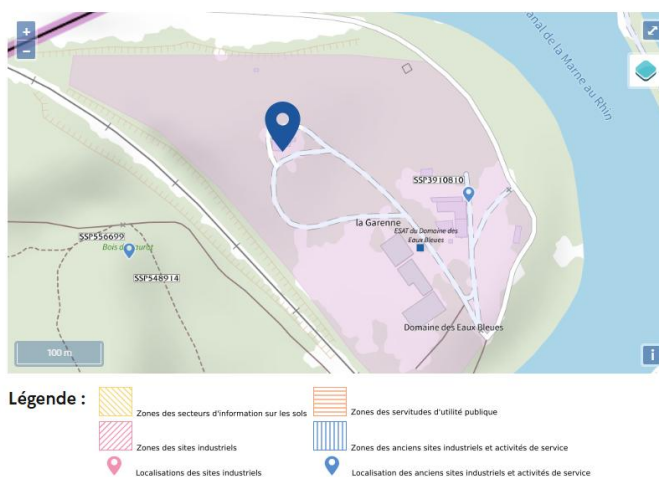 +
−
anal de la Marne au Rhin
SSP3910810
la Garenne
ESAT du Domaine des
Eaux Bleues
SSP556699
SSP548914
Domaine des Eaux Bleues
100 m
i
Légende :
Zones des secteurs d'information sur les sols
Zones des servitudes d'utilité publique
Zones des sites industriels
Zones des anciens sites industriels et activités de service
Localisations des sites industriels
Localisation des anciens sites industriels et activités de service